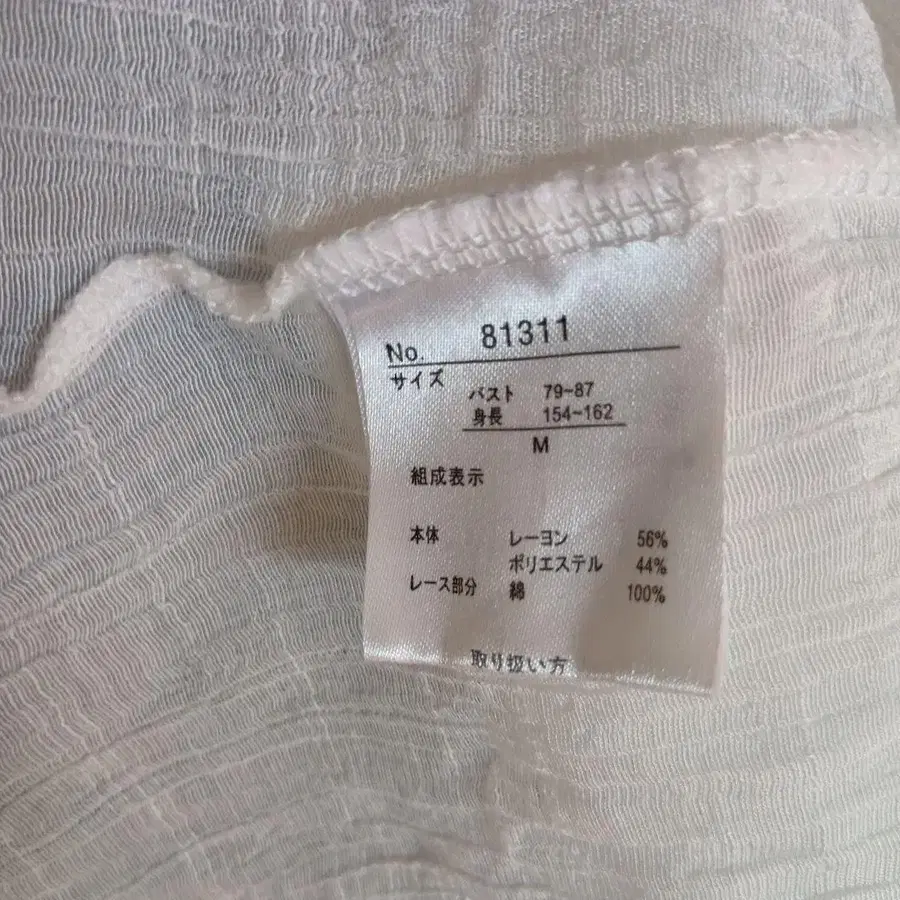 No. 81311
サイズ
バスト 79~87
身長 154~162
M
組成表示
本体 レーヨン 56%
ポリエステル 44%
レース部分 綿 100%
取り扱い方